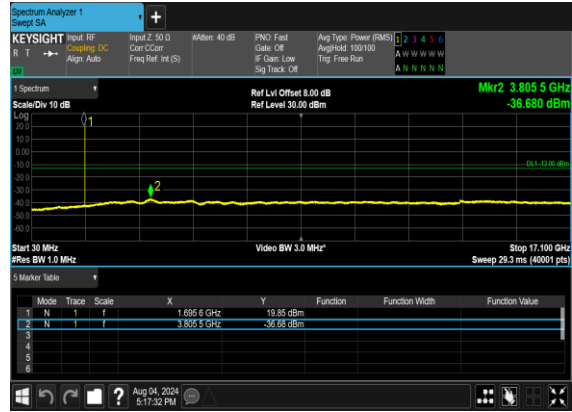 Spectrum Analyzer 1
Swept SA
+
KEYSIGHT Input: RF Input Z: 50 Ω #Atten: 40 dB PNO: Fast Avg Type: Power (RMS) 1 2 3 4 5 6
R T Coupling: DC Corr CCorr Gate: Off Avg|Hold: 100/100 A W W W W W
Align: Auto Freq Ref: Int (S) IF Gain: Low Trig: Free Run
Sig Track: Off A N N N N N
1 Spectrum Ref Lvl Offset 8.00 dB Mkr2 3.805 5 GHz
Scale/Div 10 dB Ref Level 30.00 dBm -36.680 dBm
Log
1
20.0
10.0
0.00
-10.0
DL1 -13.00 dBm
-20.0
2
-30.0
-40.0
-50.0
-60.0
Start 30 MHz Video BW 3.0 MHz* Stop 17.100 GHz
#Res BW 1.0 MHz Sweep 29.3 ms (40001 pts)
5 Marker Table
Mode Trace Scale X Y Function Function Width Function Value
1 N 1 f 1.695 6 GHz 19.85 dBm
2 N 1 f 3.805 5 GHz -36.68 dBm
3
4
5
6
? Aug 04, 2024
5:17:32 PM